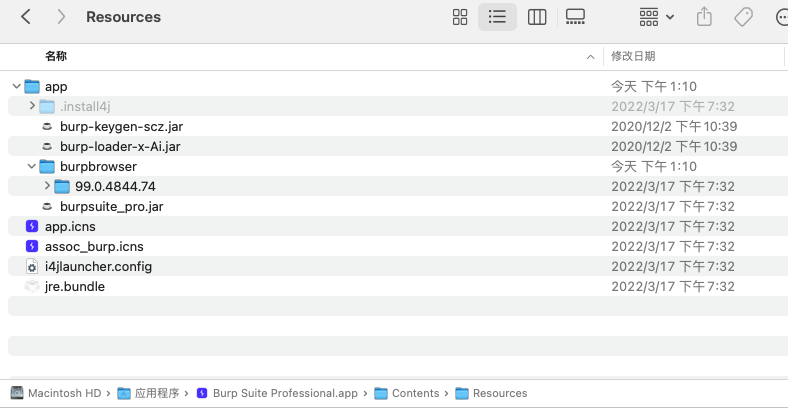 Resources
名称 修改日期
app 今天 下午1:10
.install4j 2022/3/17 下午7:32
burp-keygen-scz.jar 2020/12/2 下午10:39
burp-loader-x-Ai.jar 2020/12/2 下午10:39
burpbrowser 今天 下午1:10
99.0.4844.74 2022/3/17 下午7:32
burpsuite_pro.jar 2022/3/17 下午7:32
app.icns 2022/3/17 下午7:32
assoc_burp.icns 2022/3/17 下午7:32
i4jlauncher.config 2022/3/17 下午7:32
jre.bundle 2022/3/17 下午7:32
Macintosh HD › 应用程序 › Burp Suite Professional.app › Contents › Resources